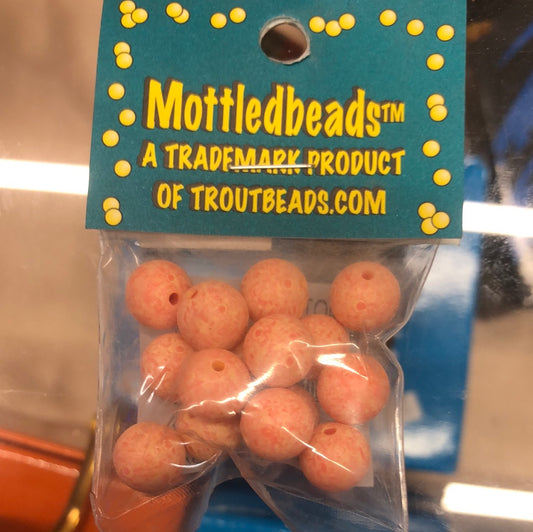 Mottledbeads™
A TRADEMARK PRODUCT
OF TROUTBEADS.COM